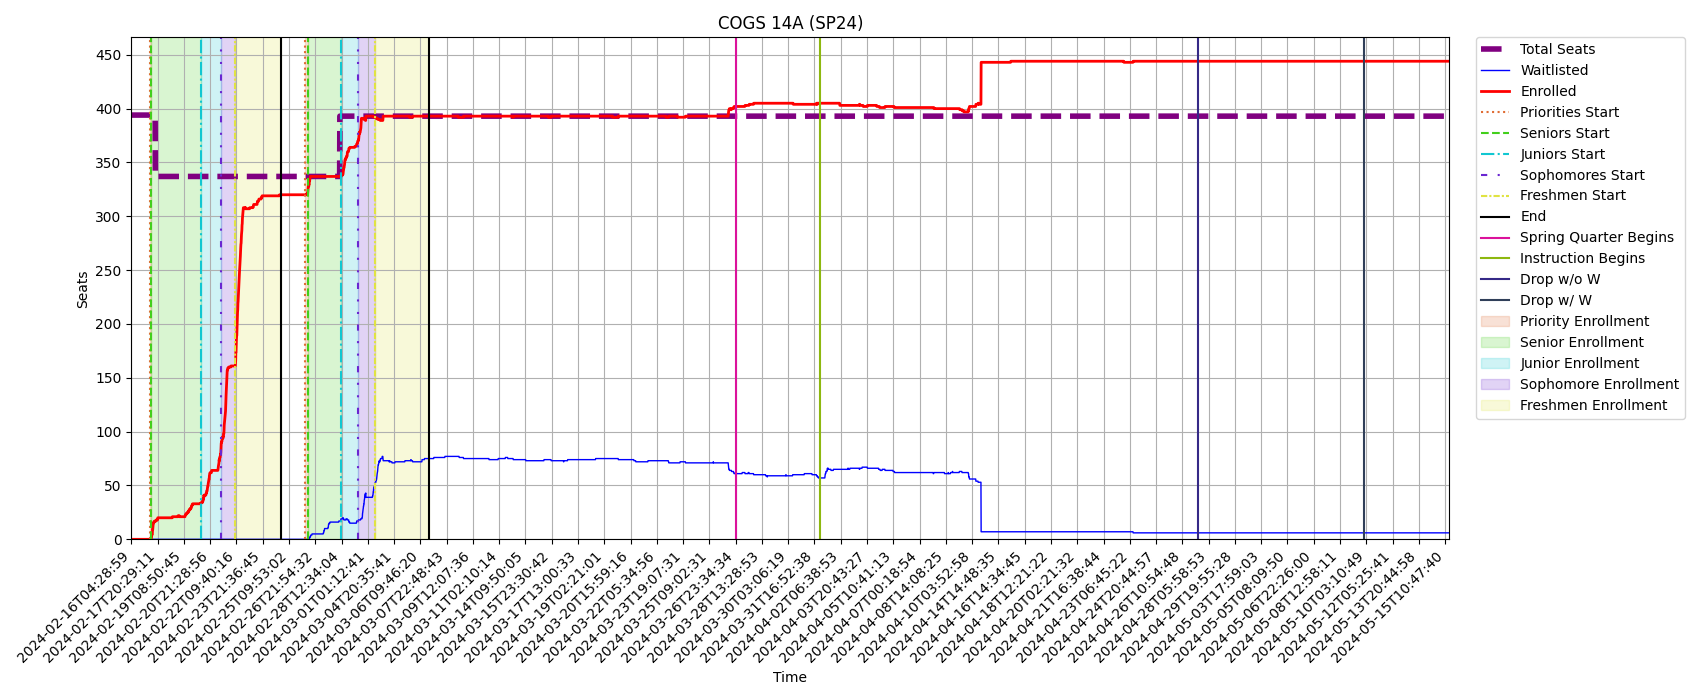 COGS 14A (SP24)
Seats
450
400
350
300
250
200
150
100
50
0
2024-02-16T04:28:59
2024-02-17T20:29:11
2024-02-19T08:50:45
2024-02-20T21:28:56
2024-02-22T09:40:16
2024-02-23T21:36:45
2024-02-25T09:53:02
2024-02-26T21:54:32
2024-02-28T12:34:04
2024-03-01T01:12:41
2024-03-04T20:35:41
2024-03-06T09:46:20
2024-03-07T22:48:43
2024-03-09T12:07:36
2024-03-11T02:10:14
2024-03-14T09:50:05
2024-03-15T23:30:42
2024-03-17T13:00:33
2024-03-19T02:21:01
2024-03-20T15:59:16
2024-03-22T05:34:56
2024-03-23T19:07:31
2024-03-25T09:02:31
2024-03-26T23:34:34
2024-03-28T13:28:53
2024-03-30T03:06:19
2024-03-31T16:52:38
2024-04-02T06:38:53
2024-04-03T20:43:27
2024-04-05T10:41:13
2024-04-07T00:18:54
2024-04-08T14:08:25
2024-04-10T03:52:58
2024-04-14T14:48:35
2024-04-16T14:34:45
2024-04-18T12:21:22
2024-04-20T02:21:32
2024-04-21T16:38:44
2024-04-23T06:45:22
2024-04-24T20:44:57
2024-04-26T10:54:48
2024-04-28T05:58:53
2024-04-29T19:55:28
2024-05-03T17:59:03
2024-05-05T08:09:50
2024-05-06T22:26:00
2024-05-08T12:58:11
2024-05-10T03:10:49
2024-05-12T05:25:41
2024-05-13T20:44:58
2024-05-15T10:47:40
Time
Total Seats
Waitlisted
Enrolled
Priorities Start
Seniors Start
Juniors Start
Sophomores Start
Freshmen Start
End
Spring Quarter Begins
Instruction Begins
Drop w/o W
Drop w/ W
Priority Enrollment
Senior Enrollment
Junior Enrollment
Sophomore Enrollment
Freshmen Enrollment